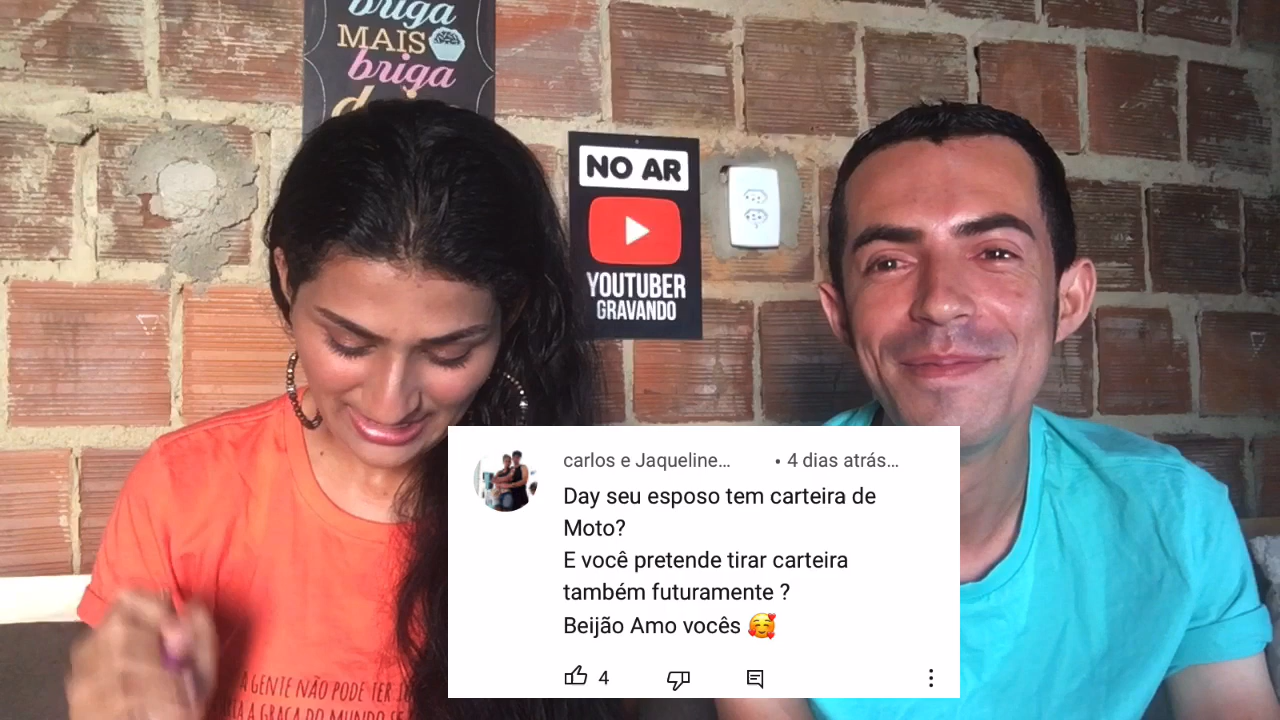 briga
MAIS
briga
NO AR
YOUTUBER
GRAVANDO
carlos e Jaqueline... • 4 dias atrás...
Day seu esposo tem carteira de
Moto?
E você pretende tirar carteira
também futuramente ?
Beijão Amo vocês 🥰
4
A GENTE NÃO PODE TER
A GRAÇA DO MUNDO SE